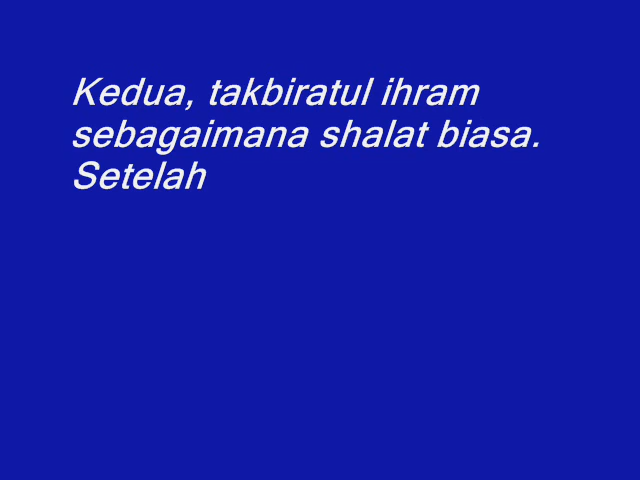 Kedua, takbiratul ihram
sebagaimana shalat biasa.
Setelah